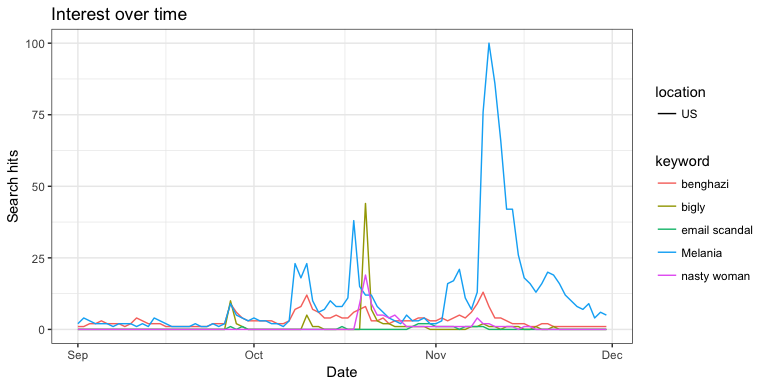 Interest over time
100
75
50
25
0
Search hits
Sep
Oct
Nov
Dec
Date
location
US
keyword
benghazi
bigly
email scandal
Melania
nasty woman